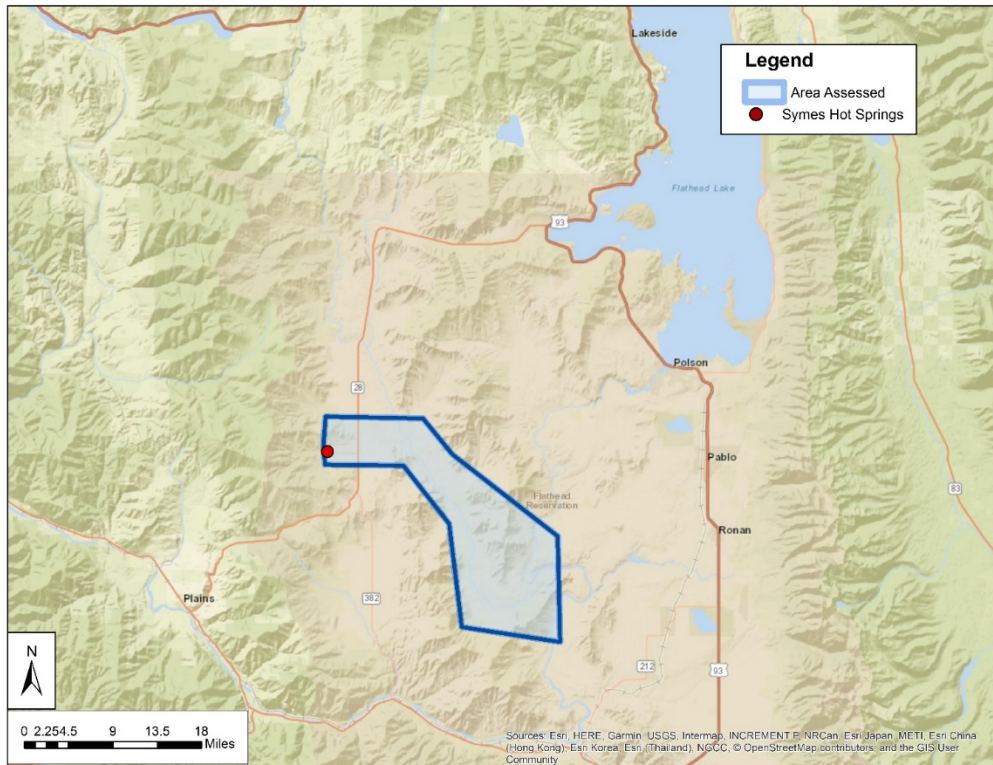 Lakeside
Legend
Area Assessed
Symes Hot Springs
Flathead Lake
93
Polson
28
Pablo
83
Flathead
Reservation
Ronan
Plains
382
212
93
N
0 2.254.5 9 13.5 18
Miles
Sources: Esri, HERE, Garmin, USGS, Intermap, INCREMENT P, NRCan, Esri Japan, METI, Esri China
(Hong Kong), Esri Korea, Esri (Thailand), NGCC, © OpenStreetMap contributors, and the GIS User
Community